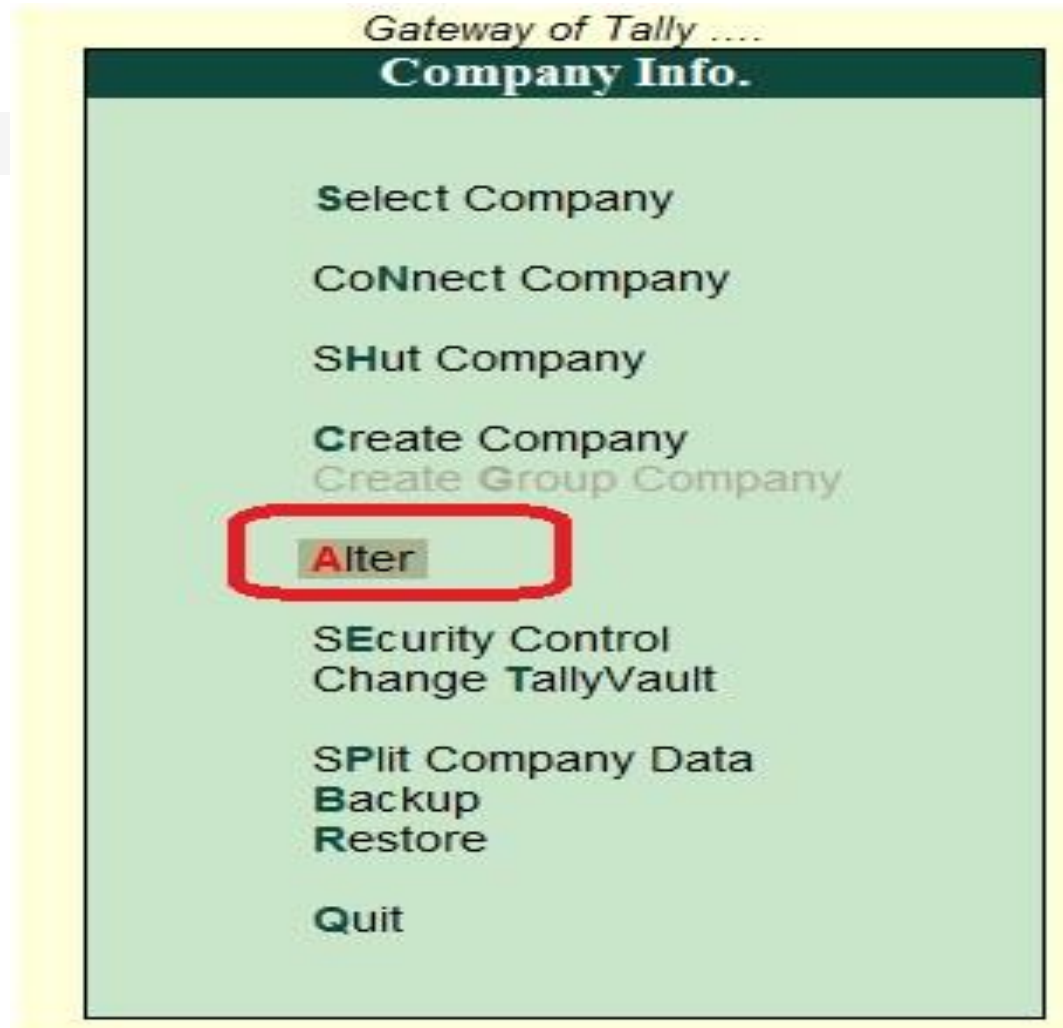 Gateway of Tally ....
Company Info.
Select Company
CoNnect Company
SHut Company
Create Company
Create Group Company
Alter
SEcurity Control
Change TallyVault
SPlit Company Data
Backup
Restore
Quit